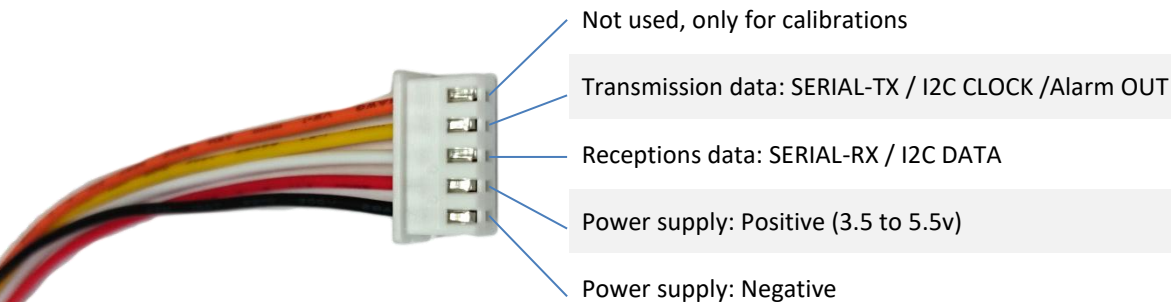 Not used, only for calibrations
Transmission data: SERIAL-TX / I2C CLOCK /Alarm OUT
Receptions data: SERIAL-RX / I2C DATA
Power supply: Positive (3.5 to 5.5v)
Power supply: Negative